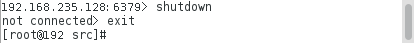 192.168.235.128:6379> shutdown
not connected> exit
[root@192 src]#